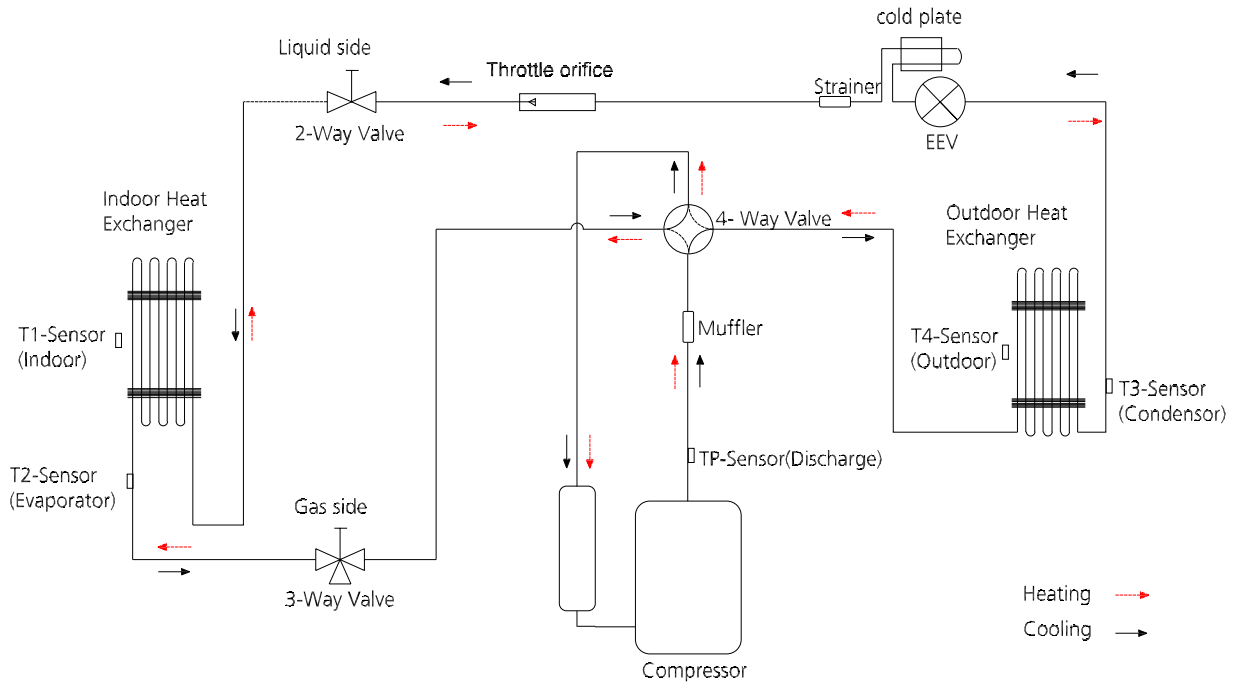 cold plate
Liquid side
Throttle orifice
Strainer
2-Way Valve
EEV
Indoor Heat
Exchanger
4- Way Valve
Outdoor Heat
Exchanger
T1-Sensor
(Indoor)
Muffler
T4-Sensor
(Outdoor)
T3-Sensor
(Condensor)
T2-Sensor
(Evaporator)
TP-Sensor(Discharge)
Gas side
3-Way Valve
Heating
Cooling
Compressor